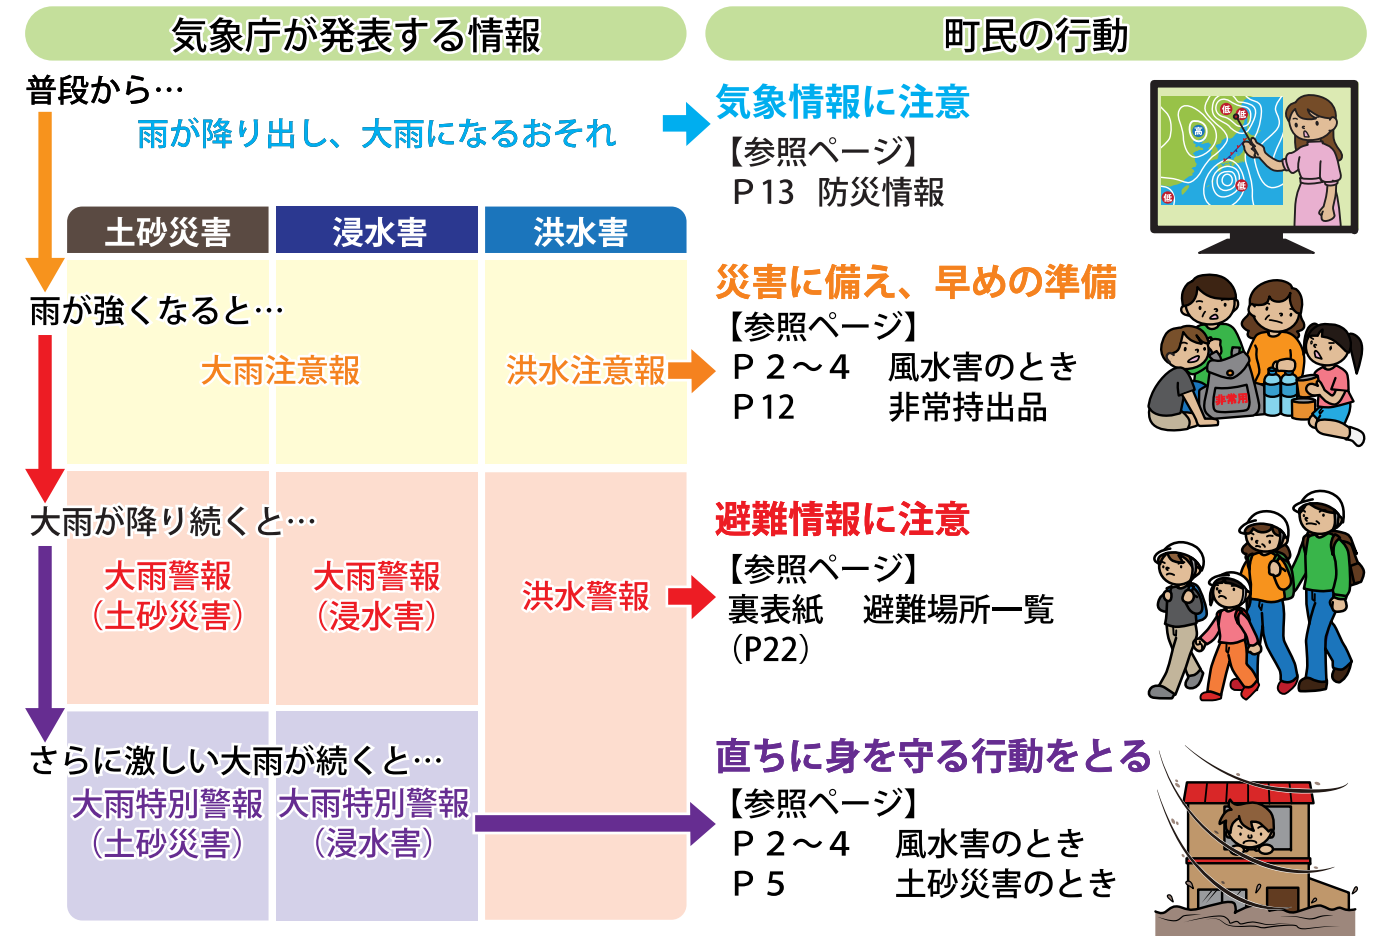 気象庁が発表する情報
町民の行動
普段から…
雨が降り出し、大雨になるおそれ
気象情報に注意
【参照ページ】
P13 防災情報
低
低
高
低
低
土砂災害
浸水害
洪水害
雨が強くなると…
大雨注意報
洪水注意報
災害に備え、早めの準備
【参照ページ】
P 2～4 風水害のとき
P12 非常持出品
非常用
大雨が降り続くと…
大雨警報
（土砂災害）
大雨警報
（浸水害）
洪水警報
避難情報に注意
【参照ページ】
裏表紙 避難場所一覧
（P22）
さらに激しい大雨が続くと…
大雨特別警報
（土砂災害）
大雨特別警報
（浸水害）
直ちに身を守る行動をとる
【参照ページ】
P 2～4 風水害のとき
P 5 土砂災害のとき